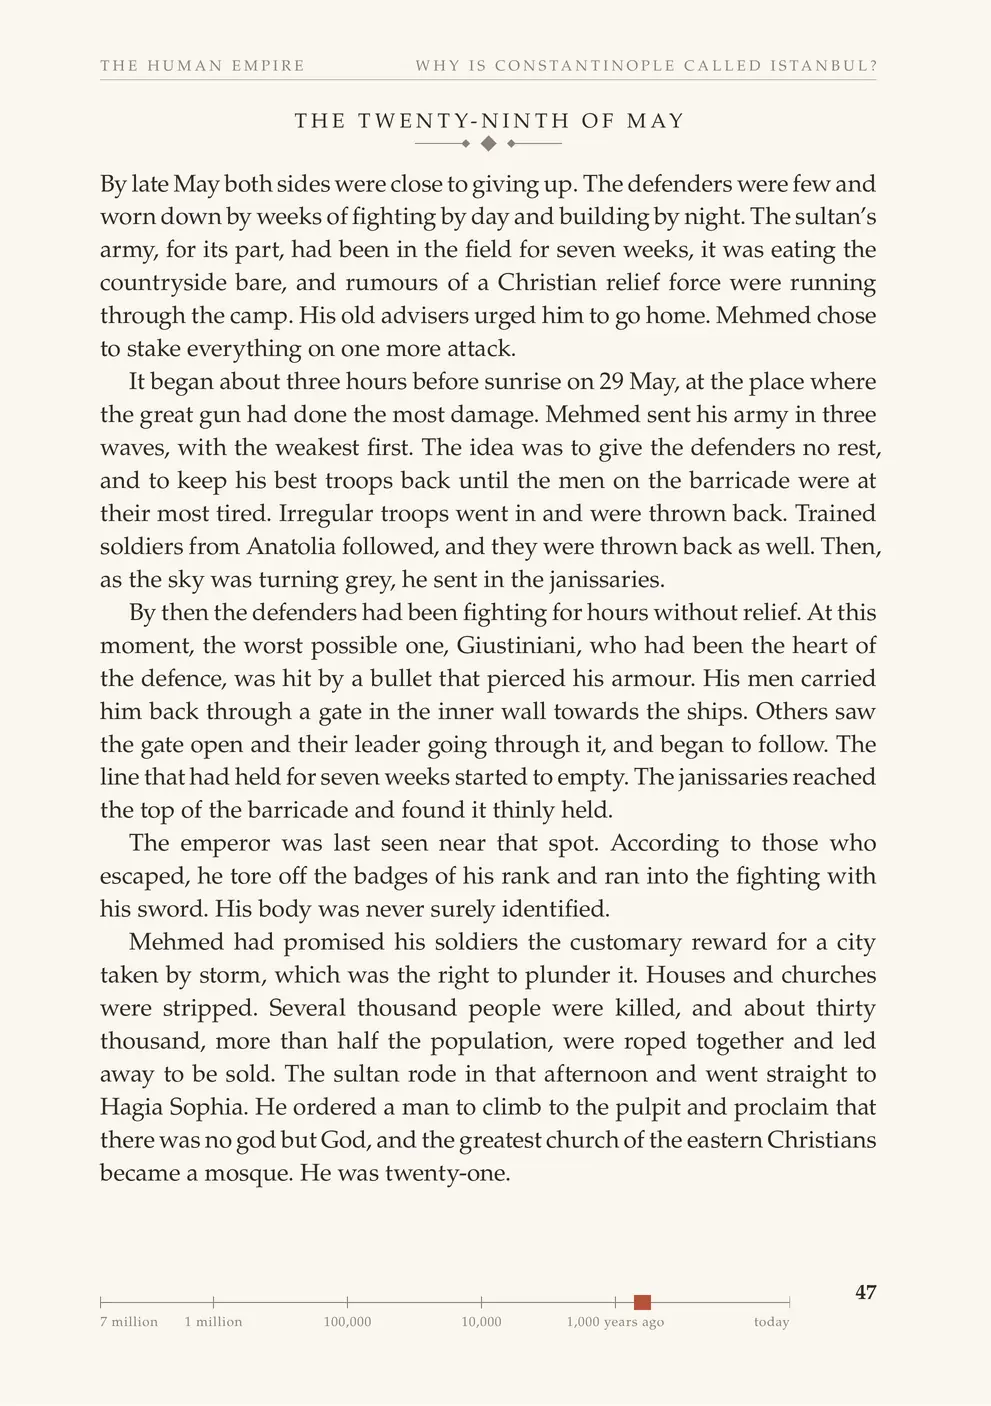 THE HUMAN EMPIRE
WHY IS CONSTANTINOPLE CALLED ISTANBUL?
THE TWENTY-NINTH OF MAY
By late May both sides were close to giving up. The defenders were few and
worn down by weeks of fighting by day and building by night. The sultan’s
army, for its part, had been in the field for seven weeks, it was eating the
countryside bare, and rumours of a Christian relief force were running
through the camp. His old advisers urged him to go home. Mehmed chose
to stake everything on one more attack.
It began about three hours before sunrise on 29 May, at the place where
the great gun had done the most damage. Mehmed sent his army in three
waves, with the weakest first. The idea was to give the defenders no rest,
and to keep his best troops back until the men on the barricade were at
their most tired. Irregular troops went in and were thrown back. Trained
soldiers from Anatolia followed, and they were thrown back as well. Then,
as the sky was turning grey, he sent in the janissaries.
By then the defenders had been fighting for hours without relief. At this
moment, the worst possible one, Giustiniani, who had been the heart of
the defence, was hit by a bullet that pierced his armour. His men carried
him back through a gate in the inner wall towards the ships. Others saw
the gate open and their leader going through it, and began to follow. The
line that had held for seven weeks started to empty. The janissaries reached
the top of the barricade and found it thinly held.
The emperor was last seen near that spot. According to those who
escaped, he tore off the badges of his rank and ran into the fighting with
his sword. His body was never surely identified.
Mehmed had promised his soldiers the customary reward for a city
taken by storm, which was the right to plunder it. Houses and churches
were stripped. Several thousand people were killed, and about thirty
thousand, more than half the population, were roped together and led
away to be sold. The sultan rode in that afternoon and went straight to
Hagia Sophia. He ordered a man to climb to the pulpit and proclaim that
there was no god but God, and the greatest church of the eastern Christians
became a mosque. He was twenty-one.
47
7 million 1 million 100,000 10,000 1,000 years ago today